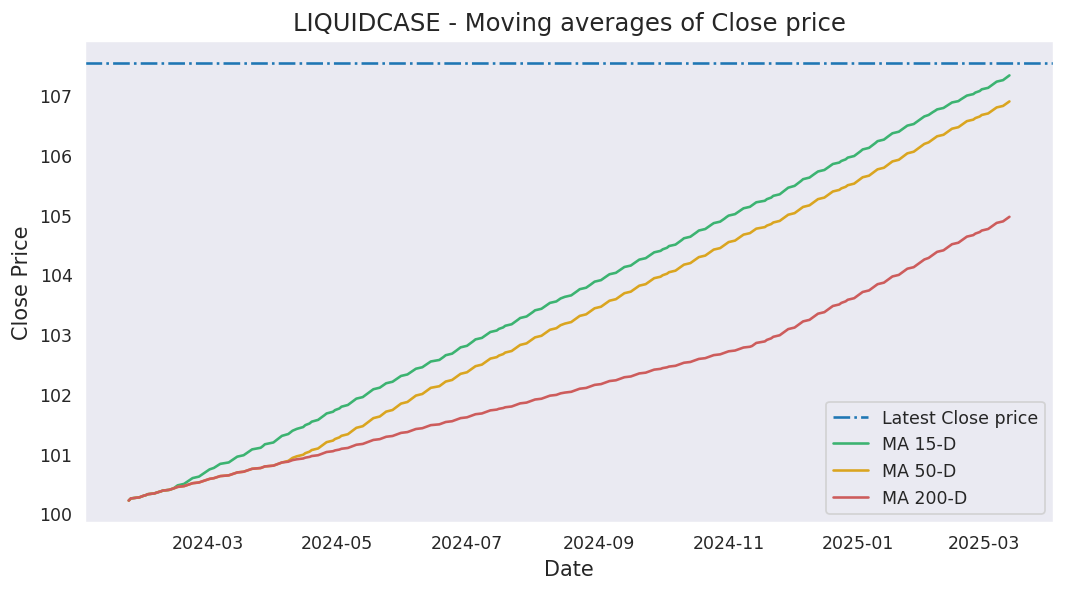 LIQUIDCASE - Moving averages of Close price
Close Price
107
106
105
104
103
102
101
100
Latest Close price
MA 15-D
MA 50-D
MA 200-D
2024-03 2024-05 2024-07 2024-09 2024-11 2025-01 2025-03
Date